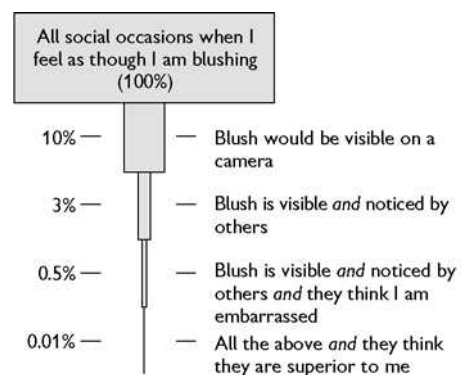 All social occasions when I
feel as though I am blushing
(100%)
10% — — Blush would be visible on a
camera
3% — — Blush is visible and noticed by
others
0.5% — — Blush is visible and noticed by
others and they think I am
embarrassed
0.01% — — All the above and they think
they are superior to me